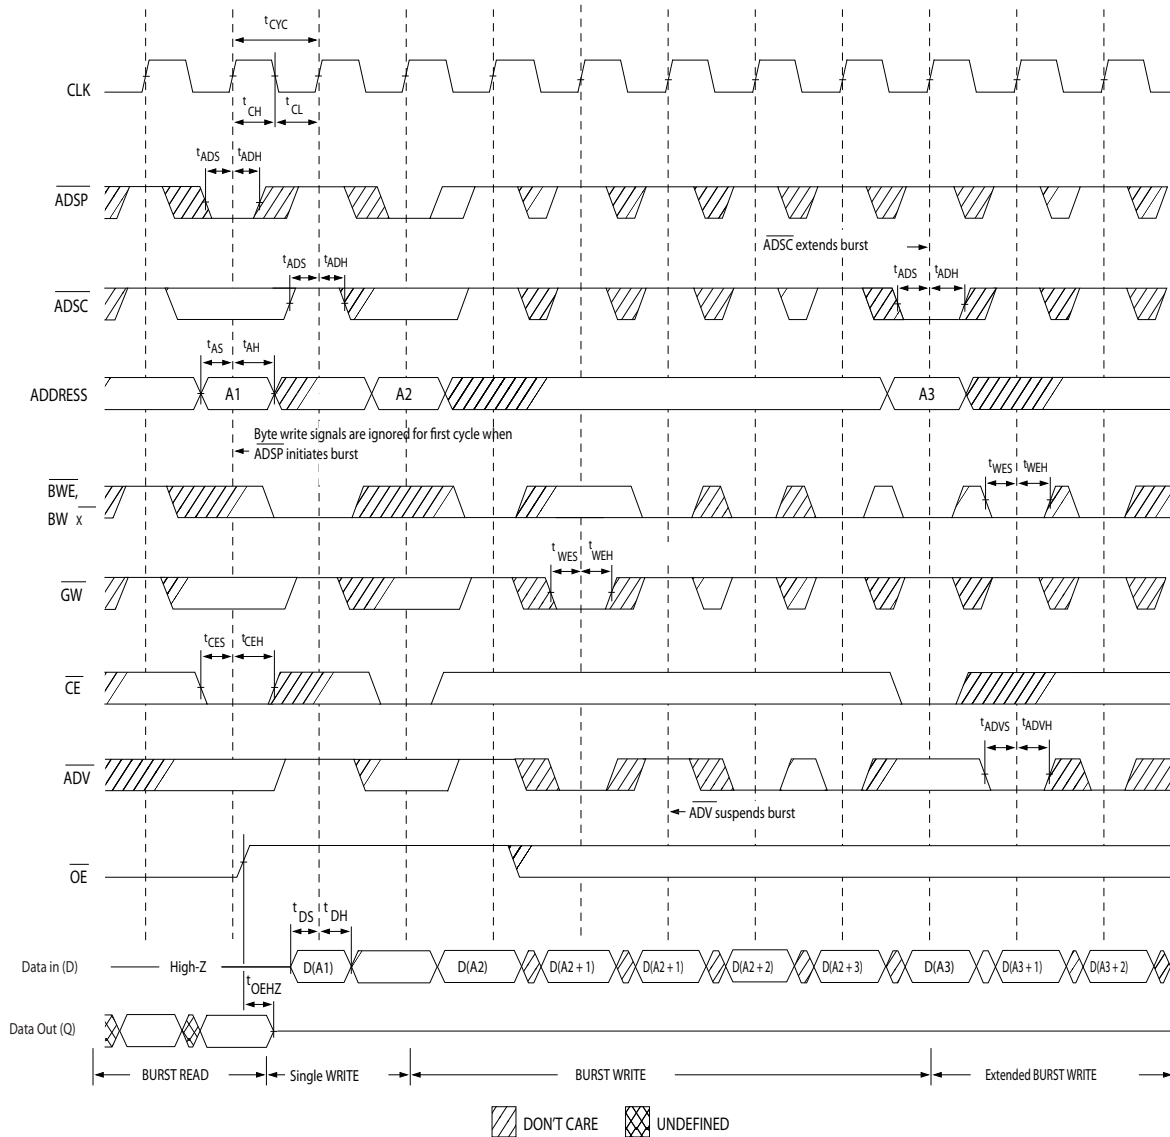 tCYC
CLK
tCH
tCL
tADS
tADH
ADSP
ADSC extends burst
tADS
tADH
tADS
tADH
ADSC
tAS
tAH
ADDRESS
A1
A2
A3
Byte write signals are ignored for first cycle when
ADSP initiates burst
tWES
tWEH
BWE,
BW X
tWES
tWEH
GW
tCES
tCEH
CE
tADVS
tADVH
ADV
ADV suspends burst
OE
tDS
tDH
Data in (D)
High-Z
D(A1)
D(A2)
D(A2 + 1)
D(A2 + 1)
D(A2 + 2)
D(A2 + 3)
D(A3)
D(A3 + 1)
D(A3 + 2)
tOEHZ
Data Out (Q)
BURST READ
Single WRITE
BURST WRITE
Extended BURST WRITE
DON'T CARE
UNDEFINED